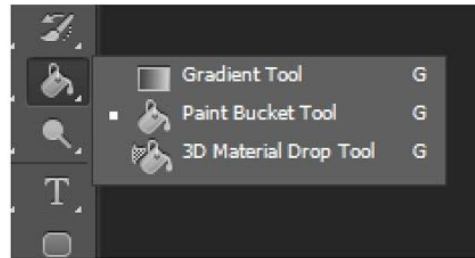 Gradient Tool G
Paint Bucket Tool G
3D Material Drop Tool G
T